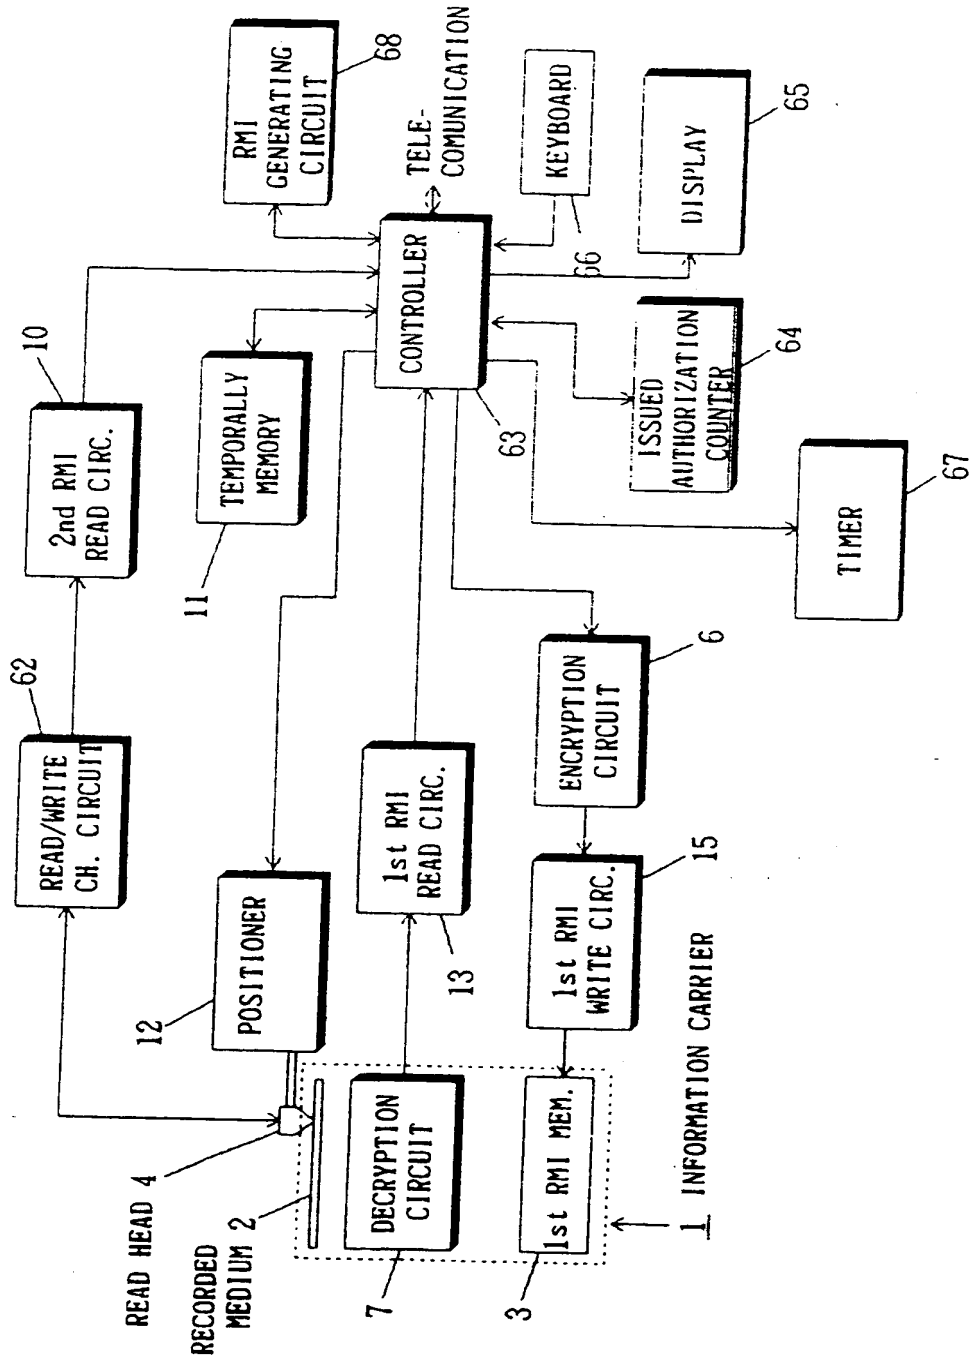 READ HEAD 4
RECORDED
MEDIUM 2
62
READ/WRITE
CH. CIRCUIT
10
2nd RMI
READ CIRC.
RMI
GENERATING
CIRCUIT
68
12
POSITIONER
11
TEMPORALLY
MEMORY
CONTROLLER
63
TELE-
COMUNICATION
7
DECRYPTION
CIRCUIT
1st RMI
READ CIRC.
13
KEYBOARD
66
3
1st RMI MEM.
1st RMI
WRITE CIRC.
15
ENCRYPTION
CIRCUIT
6
ISSUED
AUTHORIZATION
COUNTER
64
DISPLAY
65
1 INFORMATION CARRIER
TIMER
67